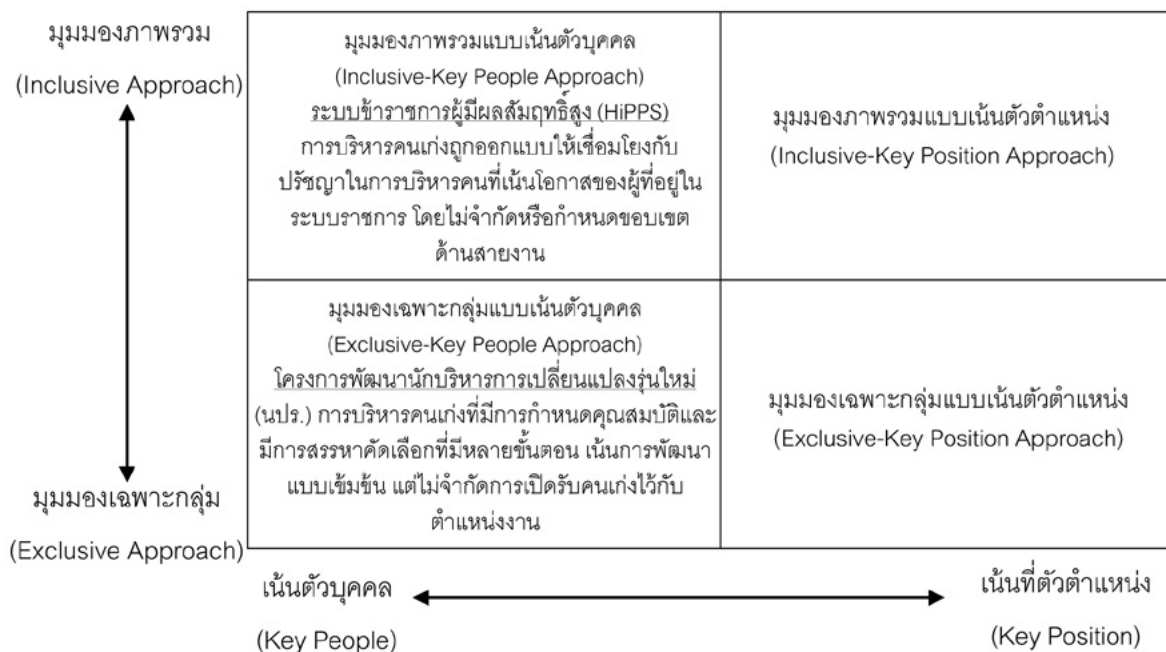 มุมมองภาพรวม
(Inclusive Approach)
มุมมองภาพรวมแบบเน้นตัวบุคคล
(Inclusive-Key People Approach)
ระบบข้าราชการผู้มีผลสัมฤทธิ์สูง (HiPPS)
การบริหารคนเก่งถูกออกแบบให้เชื่อมโยงกับ
ปรัชญาในการบริหารคนที่เน้นโอกาสของผู้ที่อยู่ใน
ระบบราชการ โดยไม่จำกัดหรือกำหนดขอบเขต
ด้านสายงาน
มุมมองภาพรวมแบบเน้นตัวตำแหน่ง
(Inclusive-Key Position Approach)
มุมมองเฉพาะกลุ่มแบบเน้นตัวบุคคล
(Exclusive-Key People Approach)
โครงการพัฒนานักบริหารการเปลี่ยนแปลงรุ่นใหม่
(นปร.) การบริหารคนเก่งที่มีการกำหนดคุณสมบัติและ
มีการสรรหาคัดเลือกที่มีหลายขั้นตอน เน้นการพัฒนา
แบบเข้มข้น แต่ไม่จำกัดการเปิดรับคนเก่งไว้กับ
ตำแหน่งงาน
มุมมองเฉพาะกลุ่มแบบเน้นตัวตำแหน่ง
(Exclusive-Key Position Approach)
มุมมองเฉพาะกลุ่ม
(Exclusive Approach)
เน้นตัวบุคคล
(Key People)
เน้นที่ตัวตำแหน่ง
(Key Position)